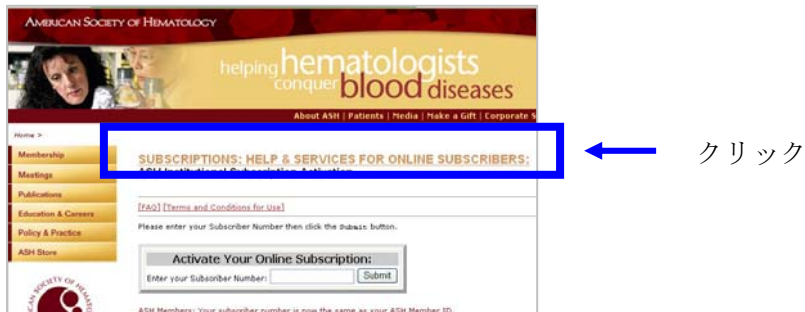 AMERICAN SOCIETY OF HEMATOLOGY
helping hematologists
conquer blood diseases
About ASH | Patients | Media | Make a Gift | Corporate S
Home >
Membership
Meetings
Publications
Education & Careers
Policy & Practice
ASH Store
SUBSCRIPTIONS: HELP & SERVICES FOR ONLINE SUBSCRIBERS:
ASH Institutional Subscription Activation
クリック
[FAQ] [Terms and Conditions for Use]
Please enter your Subscriber Number then click the Submit button.
Activate Your Online Subscription:
Enter your Subscriber Number: Submit
ASH Members: Your subscriber number is now the same as your ASH Member ID.
SOCIETY OF